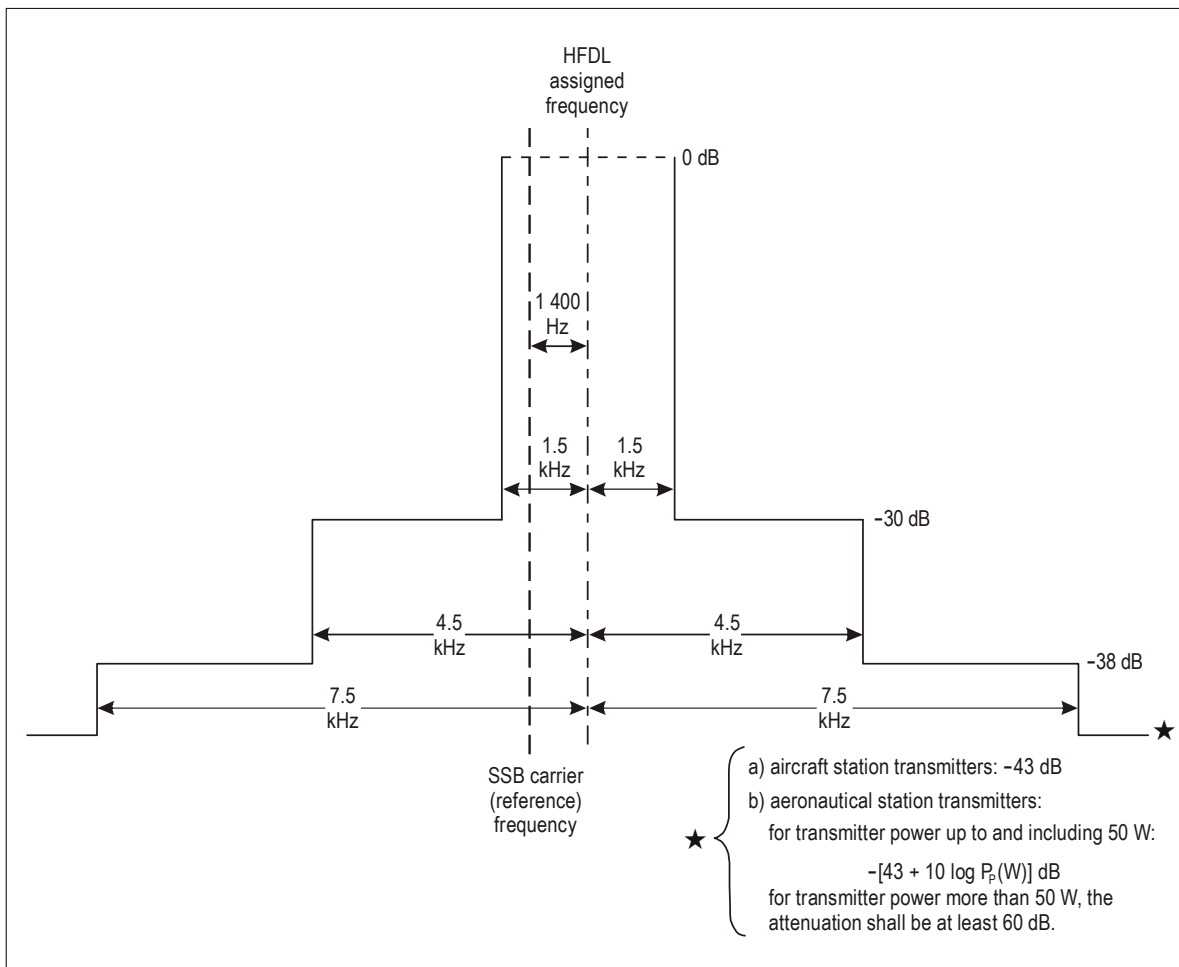 HFDL
assigned
frequency
0 dB
1 400
Hz
1.5
kHz
1.5
kHz
−30 dB
4.5
kHz
4.5
kHz
−38 dB
7.5
kHz
7.5
kHz
★
SSB carrier
(reference)
frequency
★
a) aircraft station transmitters: −43 dB
b) aeronautical station transmitters:
for transmitter power up to and including 50 W:
−[43 + 10 log Pₚ(W)] dB
for transmitter power more than 50 W, the
attenuation shall be at least 60 dB.